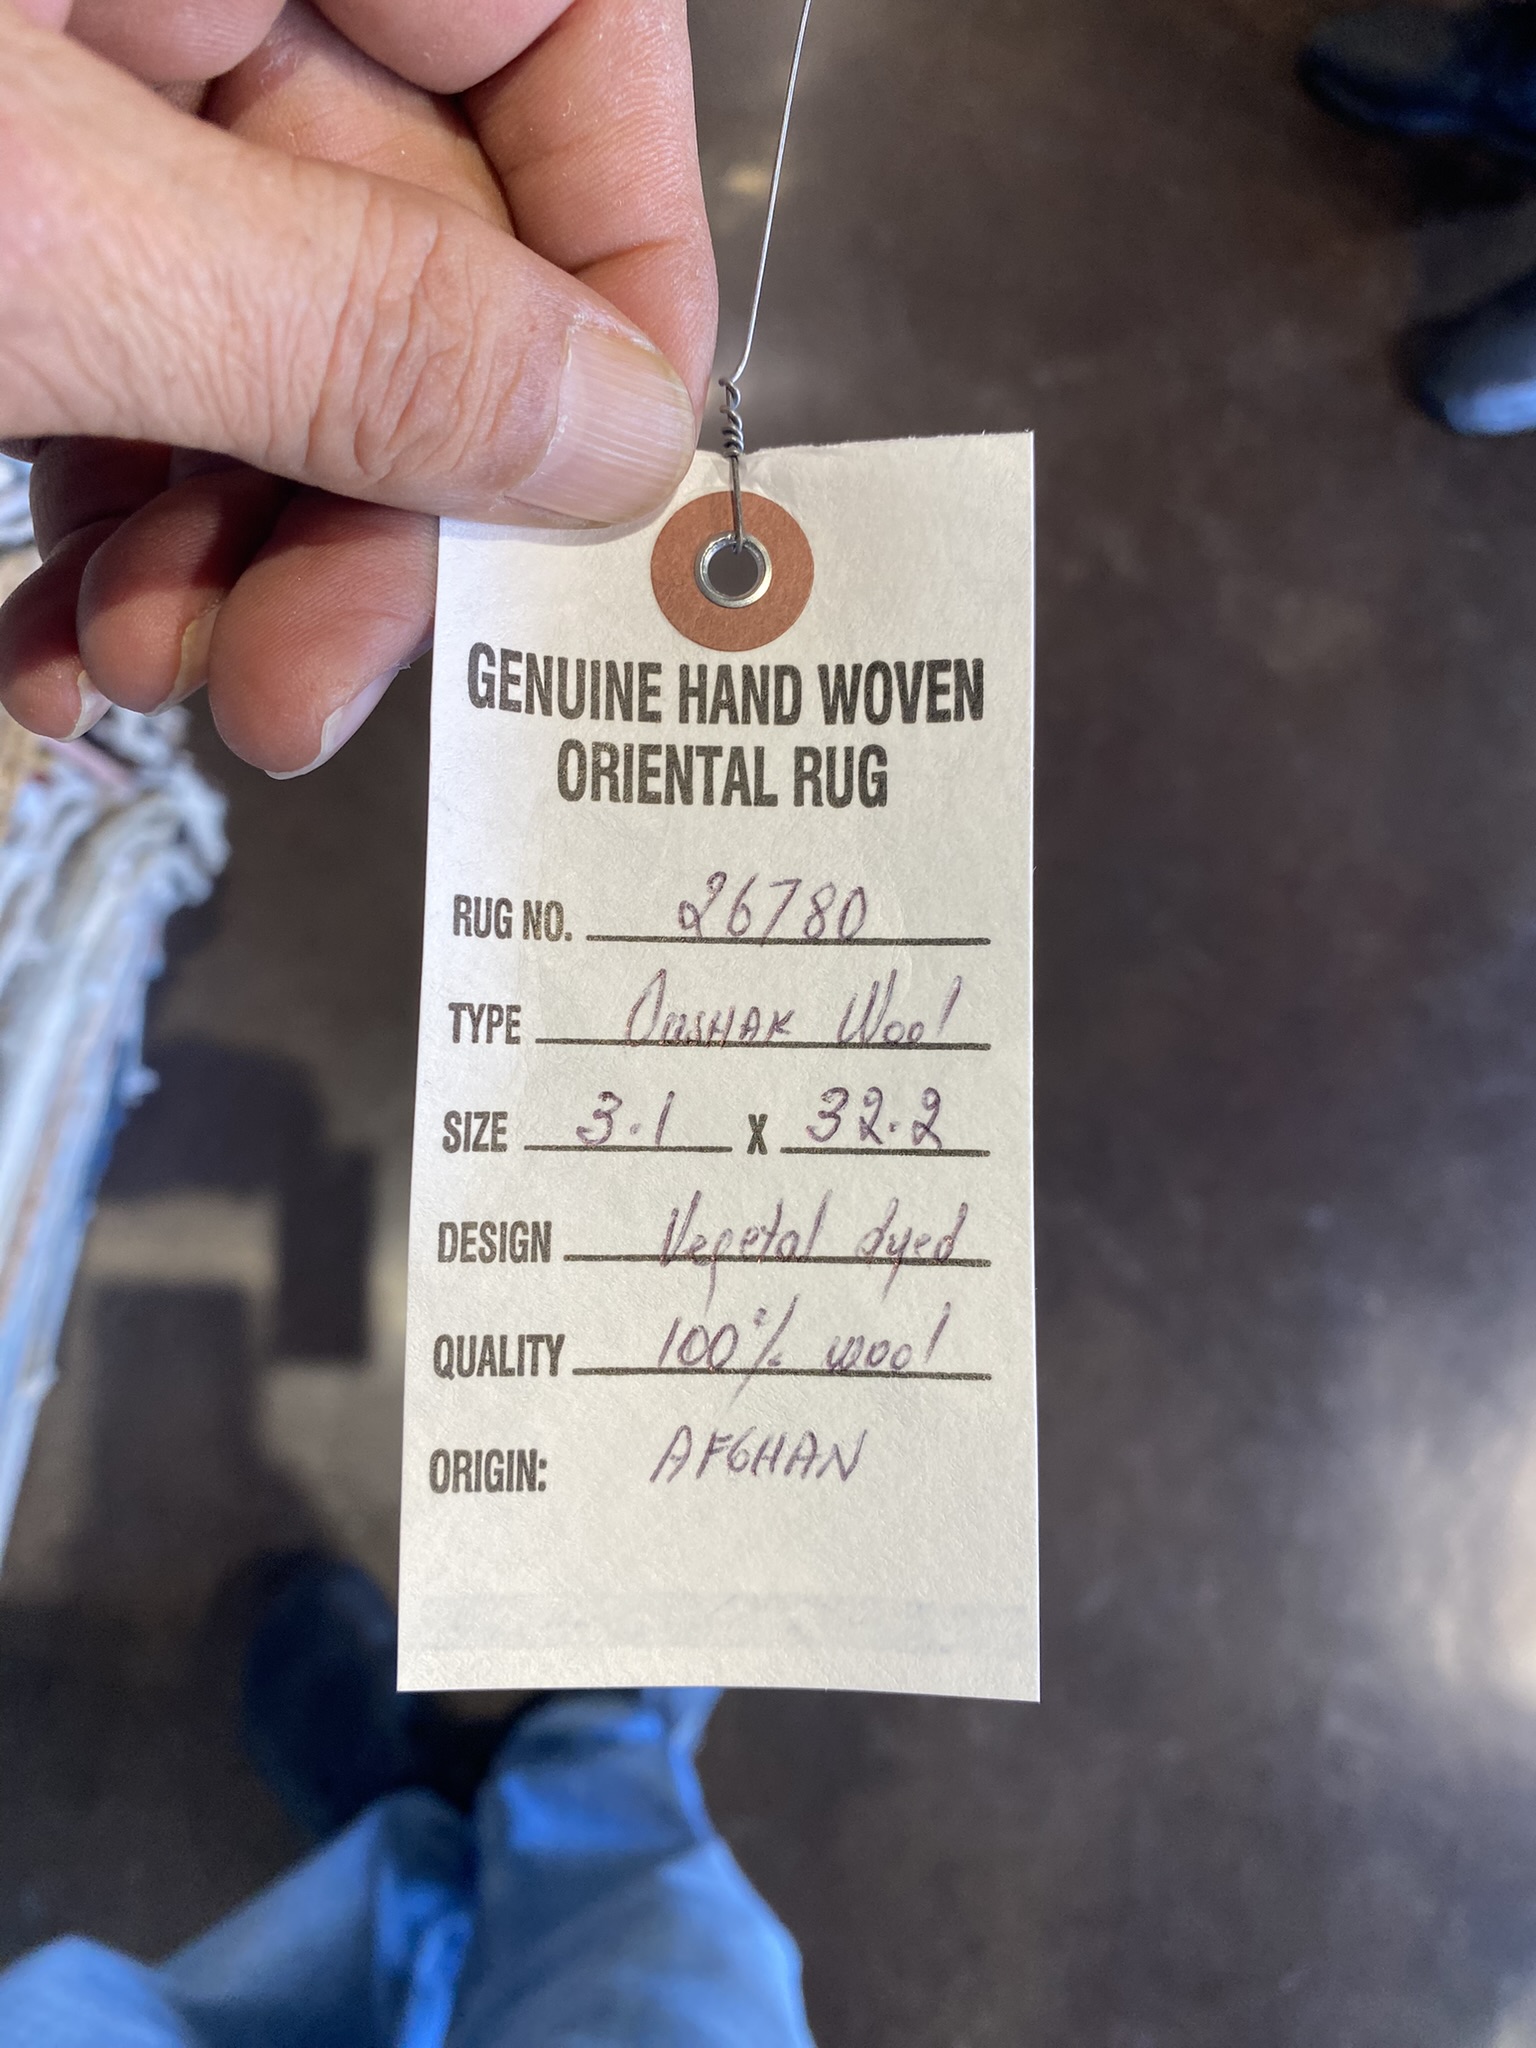 GENUINE HAND WOVEN
ORIENTAL RUG
RUG NO. 26780
TYPE Oushak Wool
SIZE 3.1 X 32.2
DESIGN Vegetal dyed
QUALITY 100% wool
ORIGIN: AFGHAN